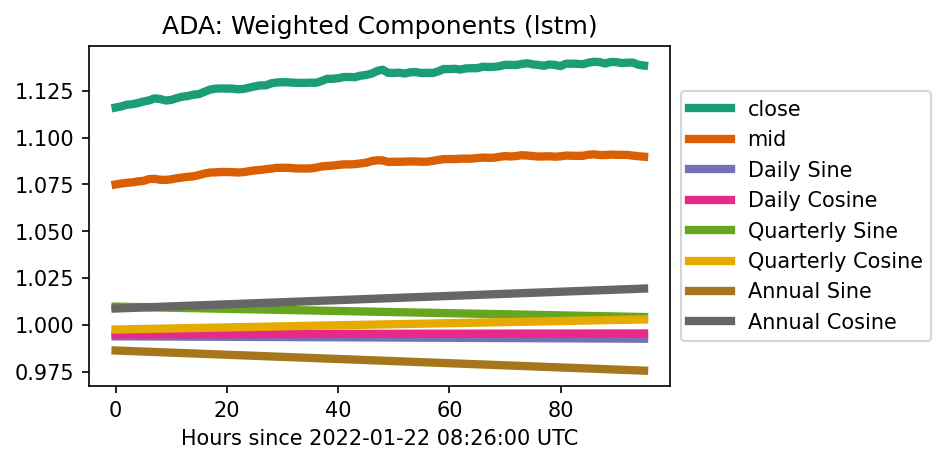 ADA: Weighted Components (lstm)
1.125
1.100
1.075
1.050
1.025
1.000
0.975
0
20
40
60
80
Hours since 2022-01-22 08:26:00 UTC
close
mid
Daily Sine
Daily Cosine
Quarterly Sine
Quarterly Cosine
Annual Sine
Annual Cosine